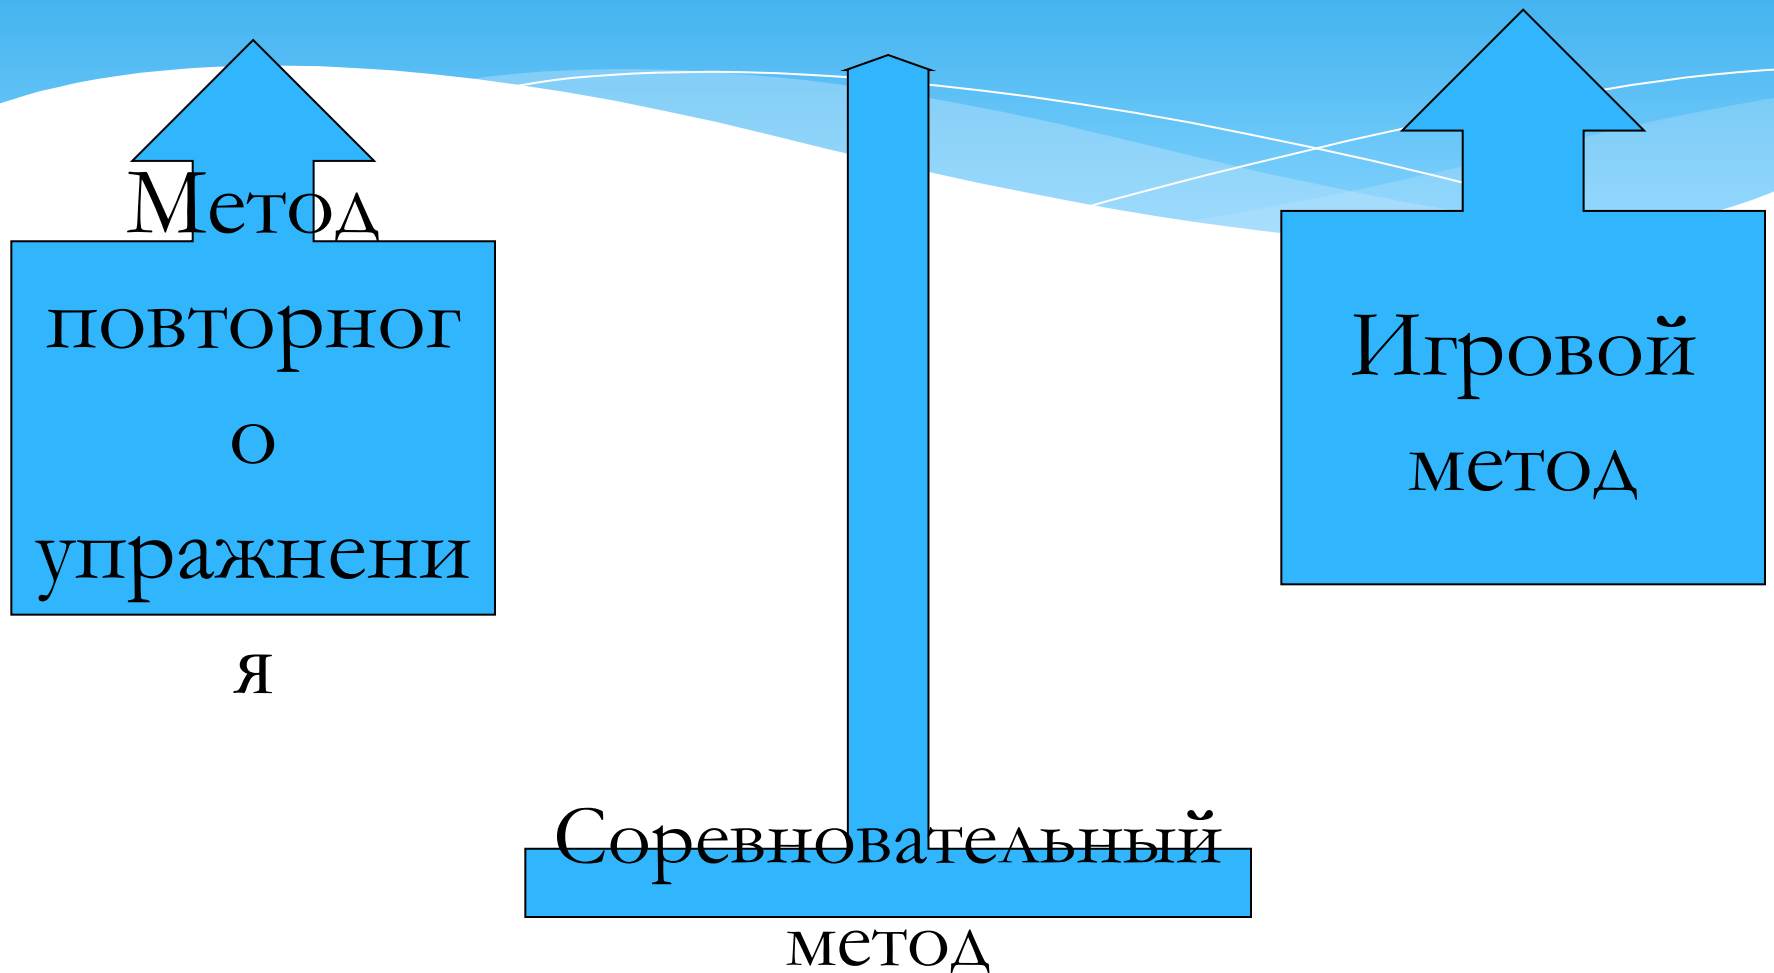 Метод
повторног
о
упражнени
я
Соревновательный
метод
Игровой
метод